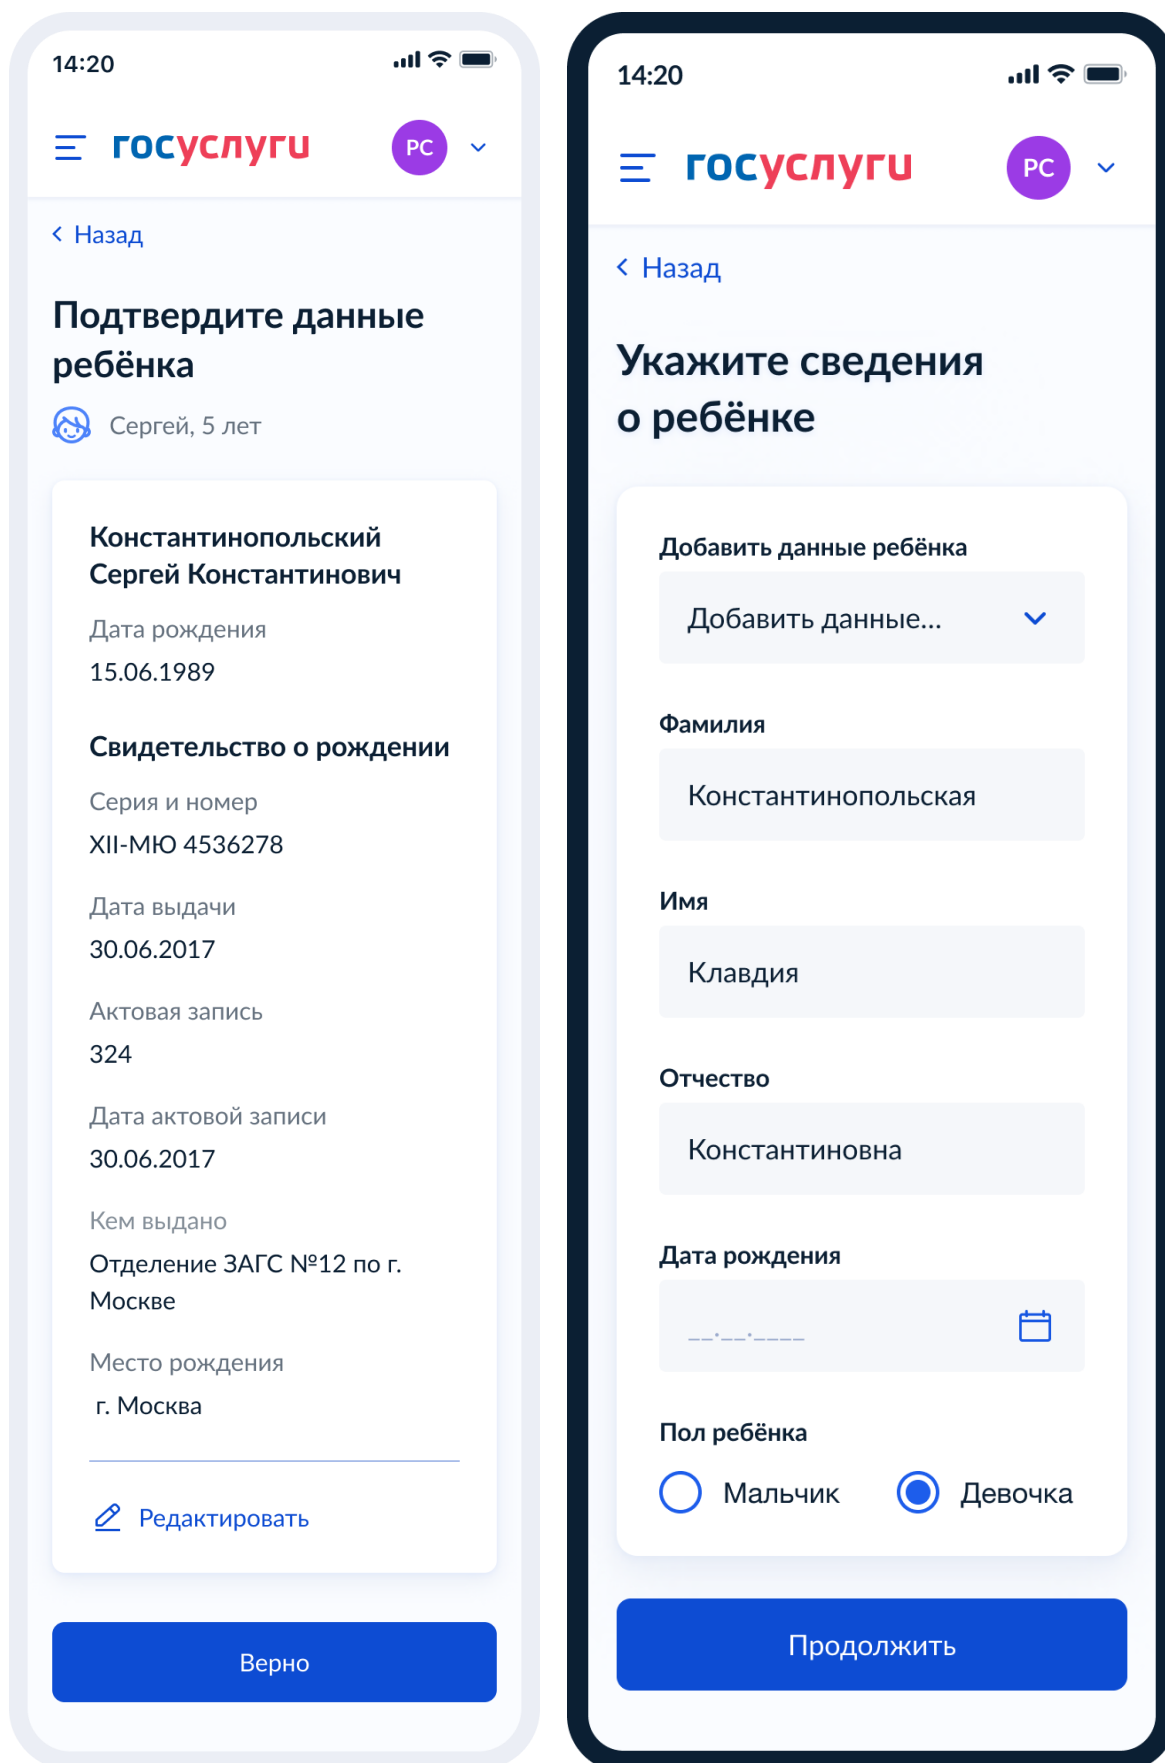 14:20
госуслуги
РС
Назад
Подтвердите данные
ребёнка
Сергей, 5 лет
Константинопольский
Сергей Константинович
Дата рождения
15.06.1989
Свидетельство о рождении
Серия и номер
XII-МЮ 4536278
Дата выдачи
30.06.2017
Актовая запись
324
Дата актовой записи
30.06.2017
Кем выдано
Отделение ЗАГС №12 по г.
Москве
Место рождения
г. Москва
Редактировать
Верно
14:20
госуслуги
РС
Назад
Укажите сведения
о ребёнке
Добавить данные ребёнка
Добавить данные...
Фамилия
Константинопольская
Имя
Клавдия
Отчество
Константиновна
Дата рождения
__.__.____
Пол ребёнка
Мальчик
Девочка
Продолжить